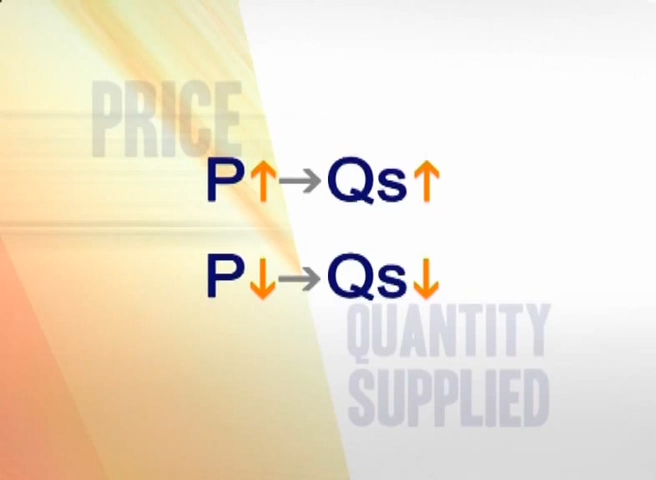 PRICE
P↑→Qs↑
P↓→Qs↓
QUANTITY
SUPPLIED